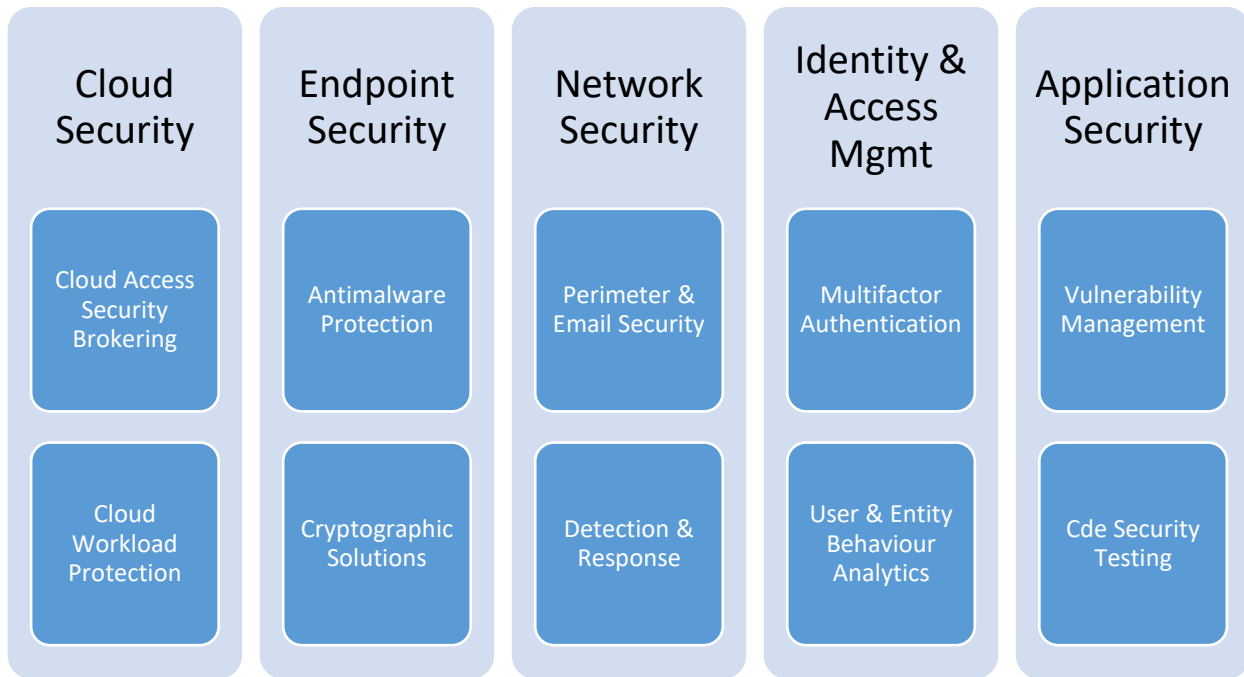 Cloud
Security
Cloud Access
Security
Brokering
Cloud
Workload
Protection
Endpoint
Security
Antimalware
Protection
Cryptographic
Solutions
Network
Security
Perimeter &
Email Security
Detection &
Response
Identity &
Access
Mgmt
Multifactor
Authentication
User & Entity
Behaviour
Analytics
Application
Security
Vulnerability
Management
Cde Security
Testing